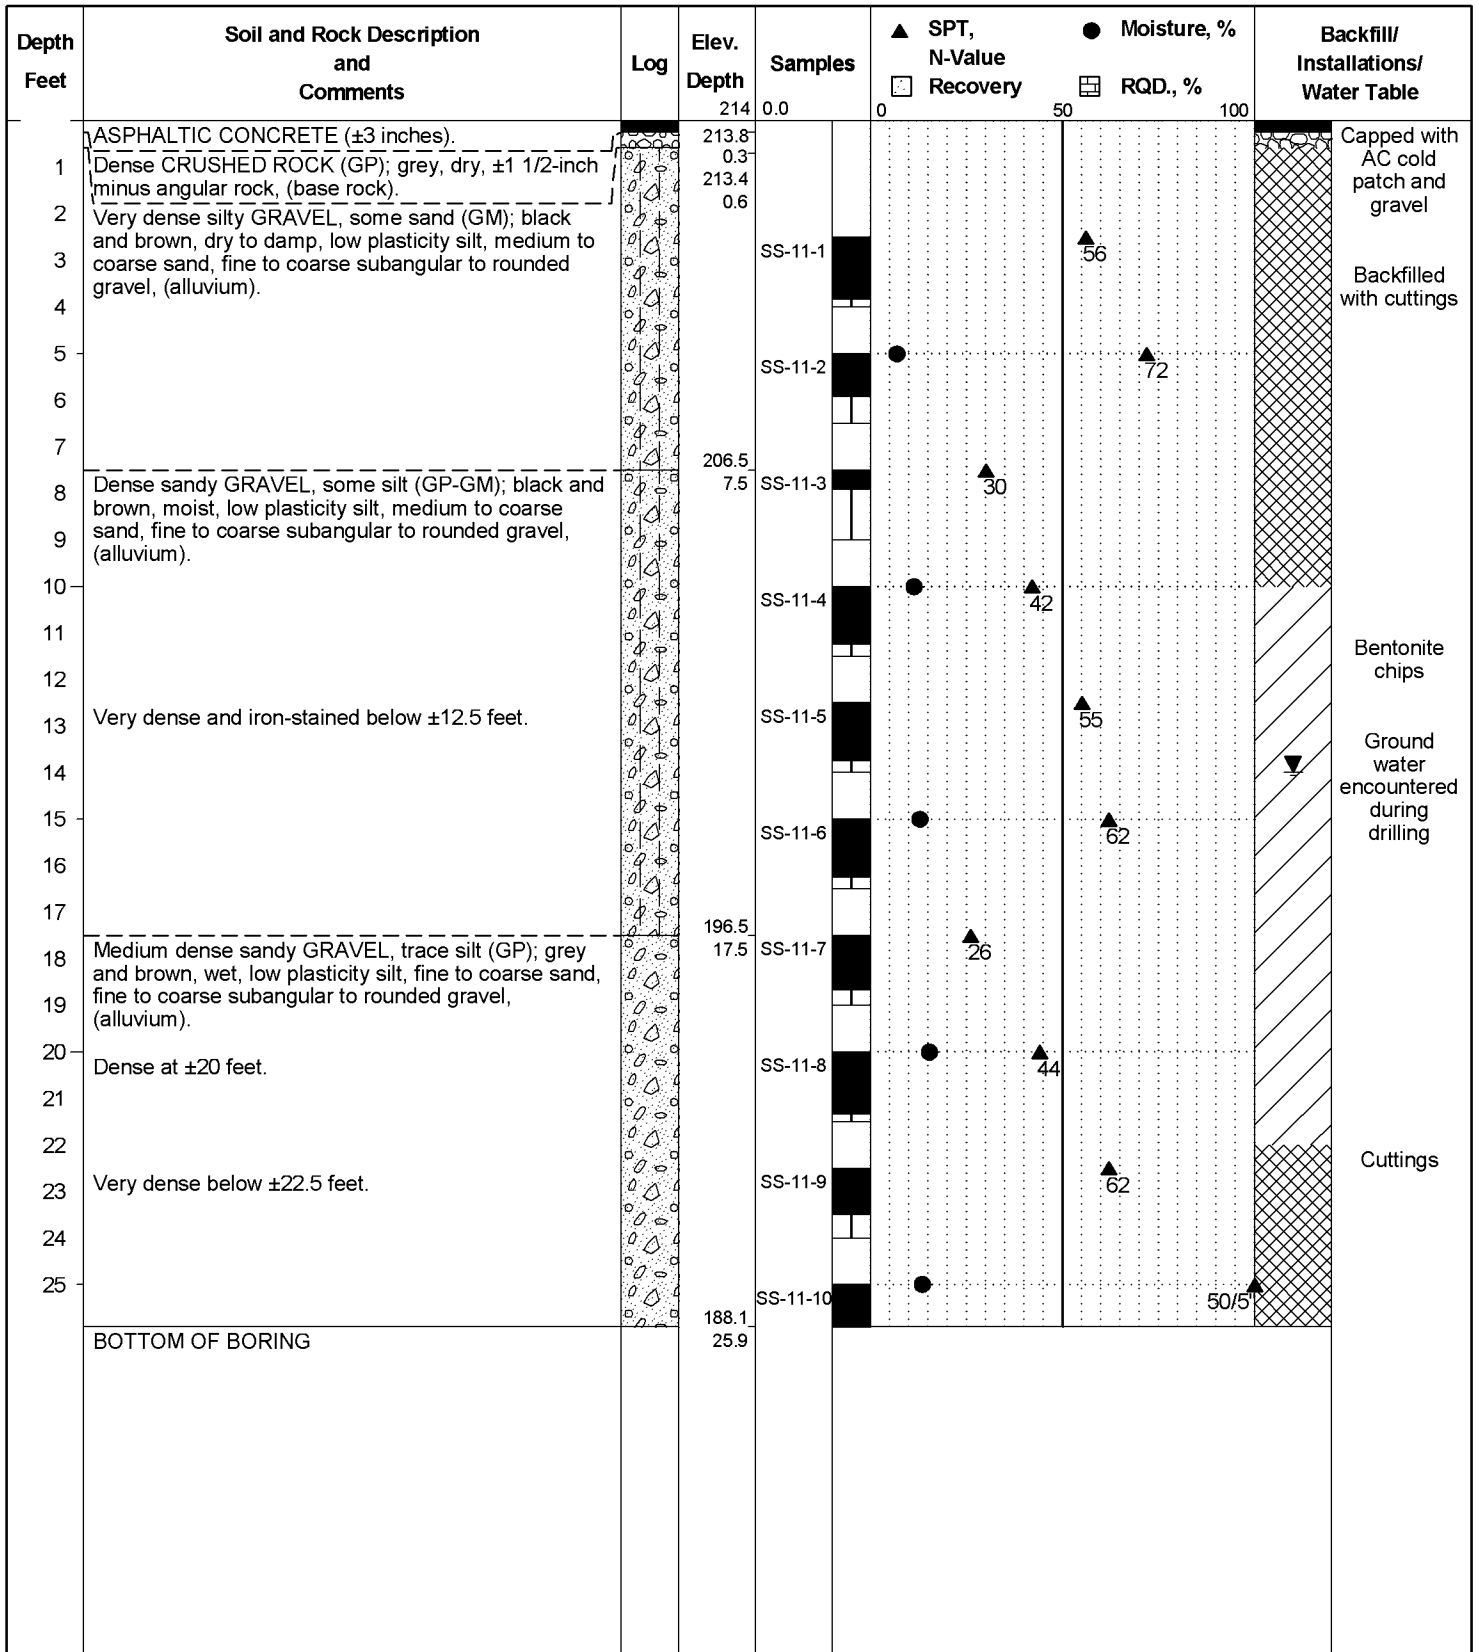 Depth
Feet
Soil and Rock Description
and
Comments
Log
Elev.
Depth
214
Samples
0.0
SPT,
N-Value
Moisture, %
Recovery
RQD., %
0
50
100
Backfill/
Installations/
Water Table
ASPHALTIC CONCRETE (±3 inches).
213.8
0.3
Dense CRUSHED ROCK (GP); grey, dry, ±1 1/2-inch
minus angular rock, (base rock).
213.4
0.6
Capped with
AC cold
patch and
gravel
1
2
Very dense silty GRAVEL, some sand (GM); black
and brown, dry to damp, low plasticity silt, medium to
coarse sand, fine to coarse subangular to rounded
gravel, (alluvium).
SS-11-1
56
3
Backfilled
with cuttings
4
5
SS-11-2
72
6
7
206.5
7.5
Dense sandy GRAVEL, some silt (GP-GM); black and
brown, moist, low plasticity silt, medium to coarse
sand, fine to coarse subangular to rounded gravel,
(alluvium).
SS-11-3
30
8
9
10
SS-11-4
42
11
Bentonite
chips
12
Very dense and iron-stained below ±12.5 feet.
SS-11-5
55
13
Ground
water
encountered
during
drilling
14
15
SS-11-6
62
16
17
196.5
17.5
Medium dense sandy GRAVEL, trace silt (GP); grey
and brown, wet, low plasticity silt, fine to coarse sand,
fine to coarse subangular to rounded gravel,
(alluvium).
SS-11-7
26
18
19
20
Dense at ±20 feet.
SS-11-8
44
21
22
Cuttings
Very dense below ±22.5 feet.
SS-11-9
62
23
24
25
SS-11-10
50/5"
188.1
25.9
BOTTOM OF BORING